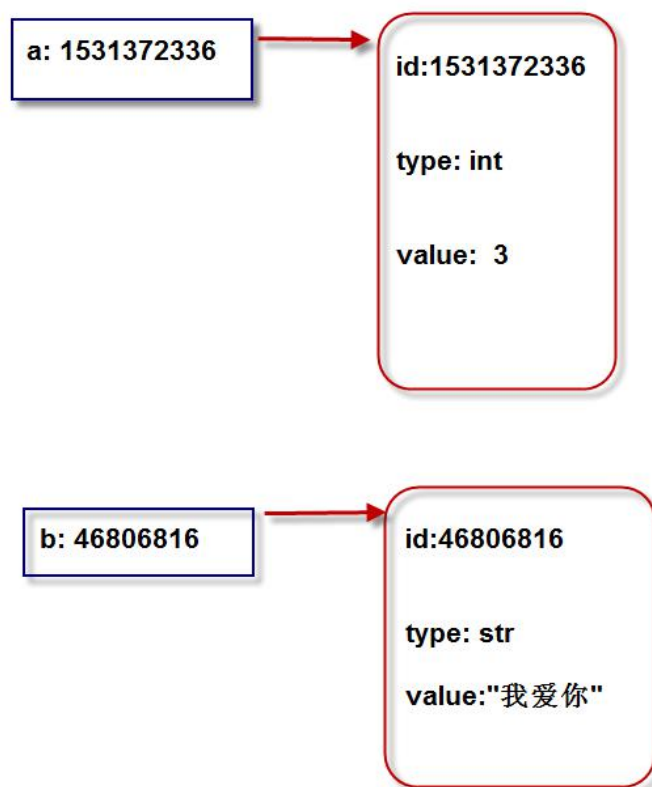 a: 1531372336
id:1531372336
type: int
value: 3
b: 46806816
id:46806816
type: str
value:"我爱你"